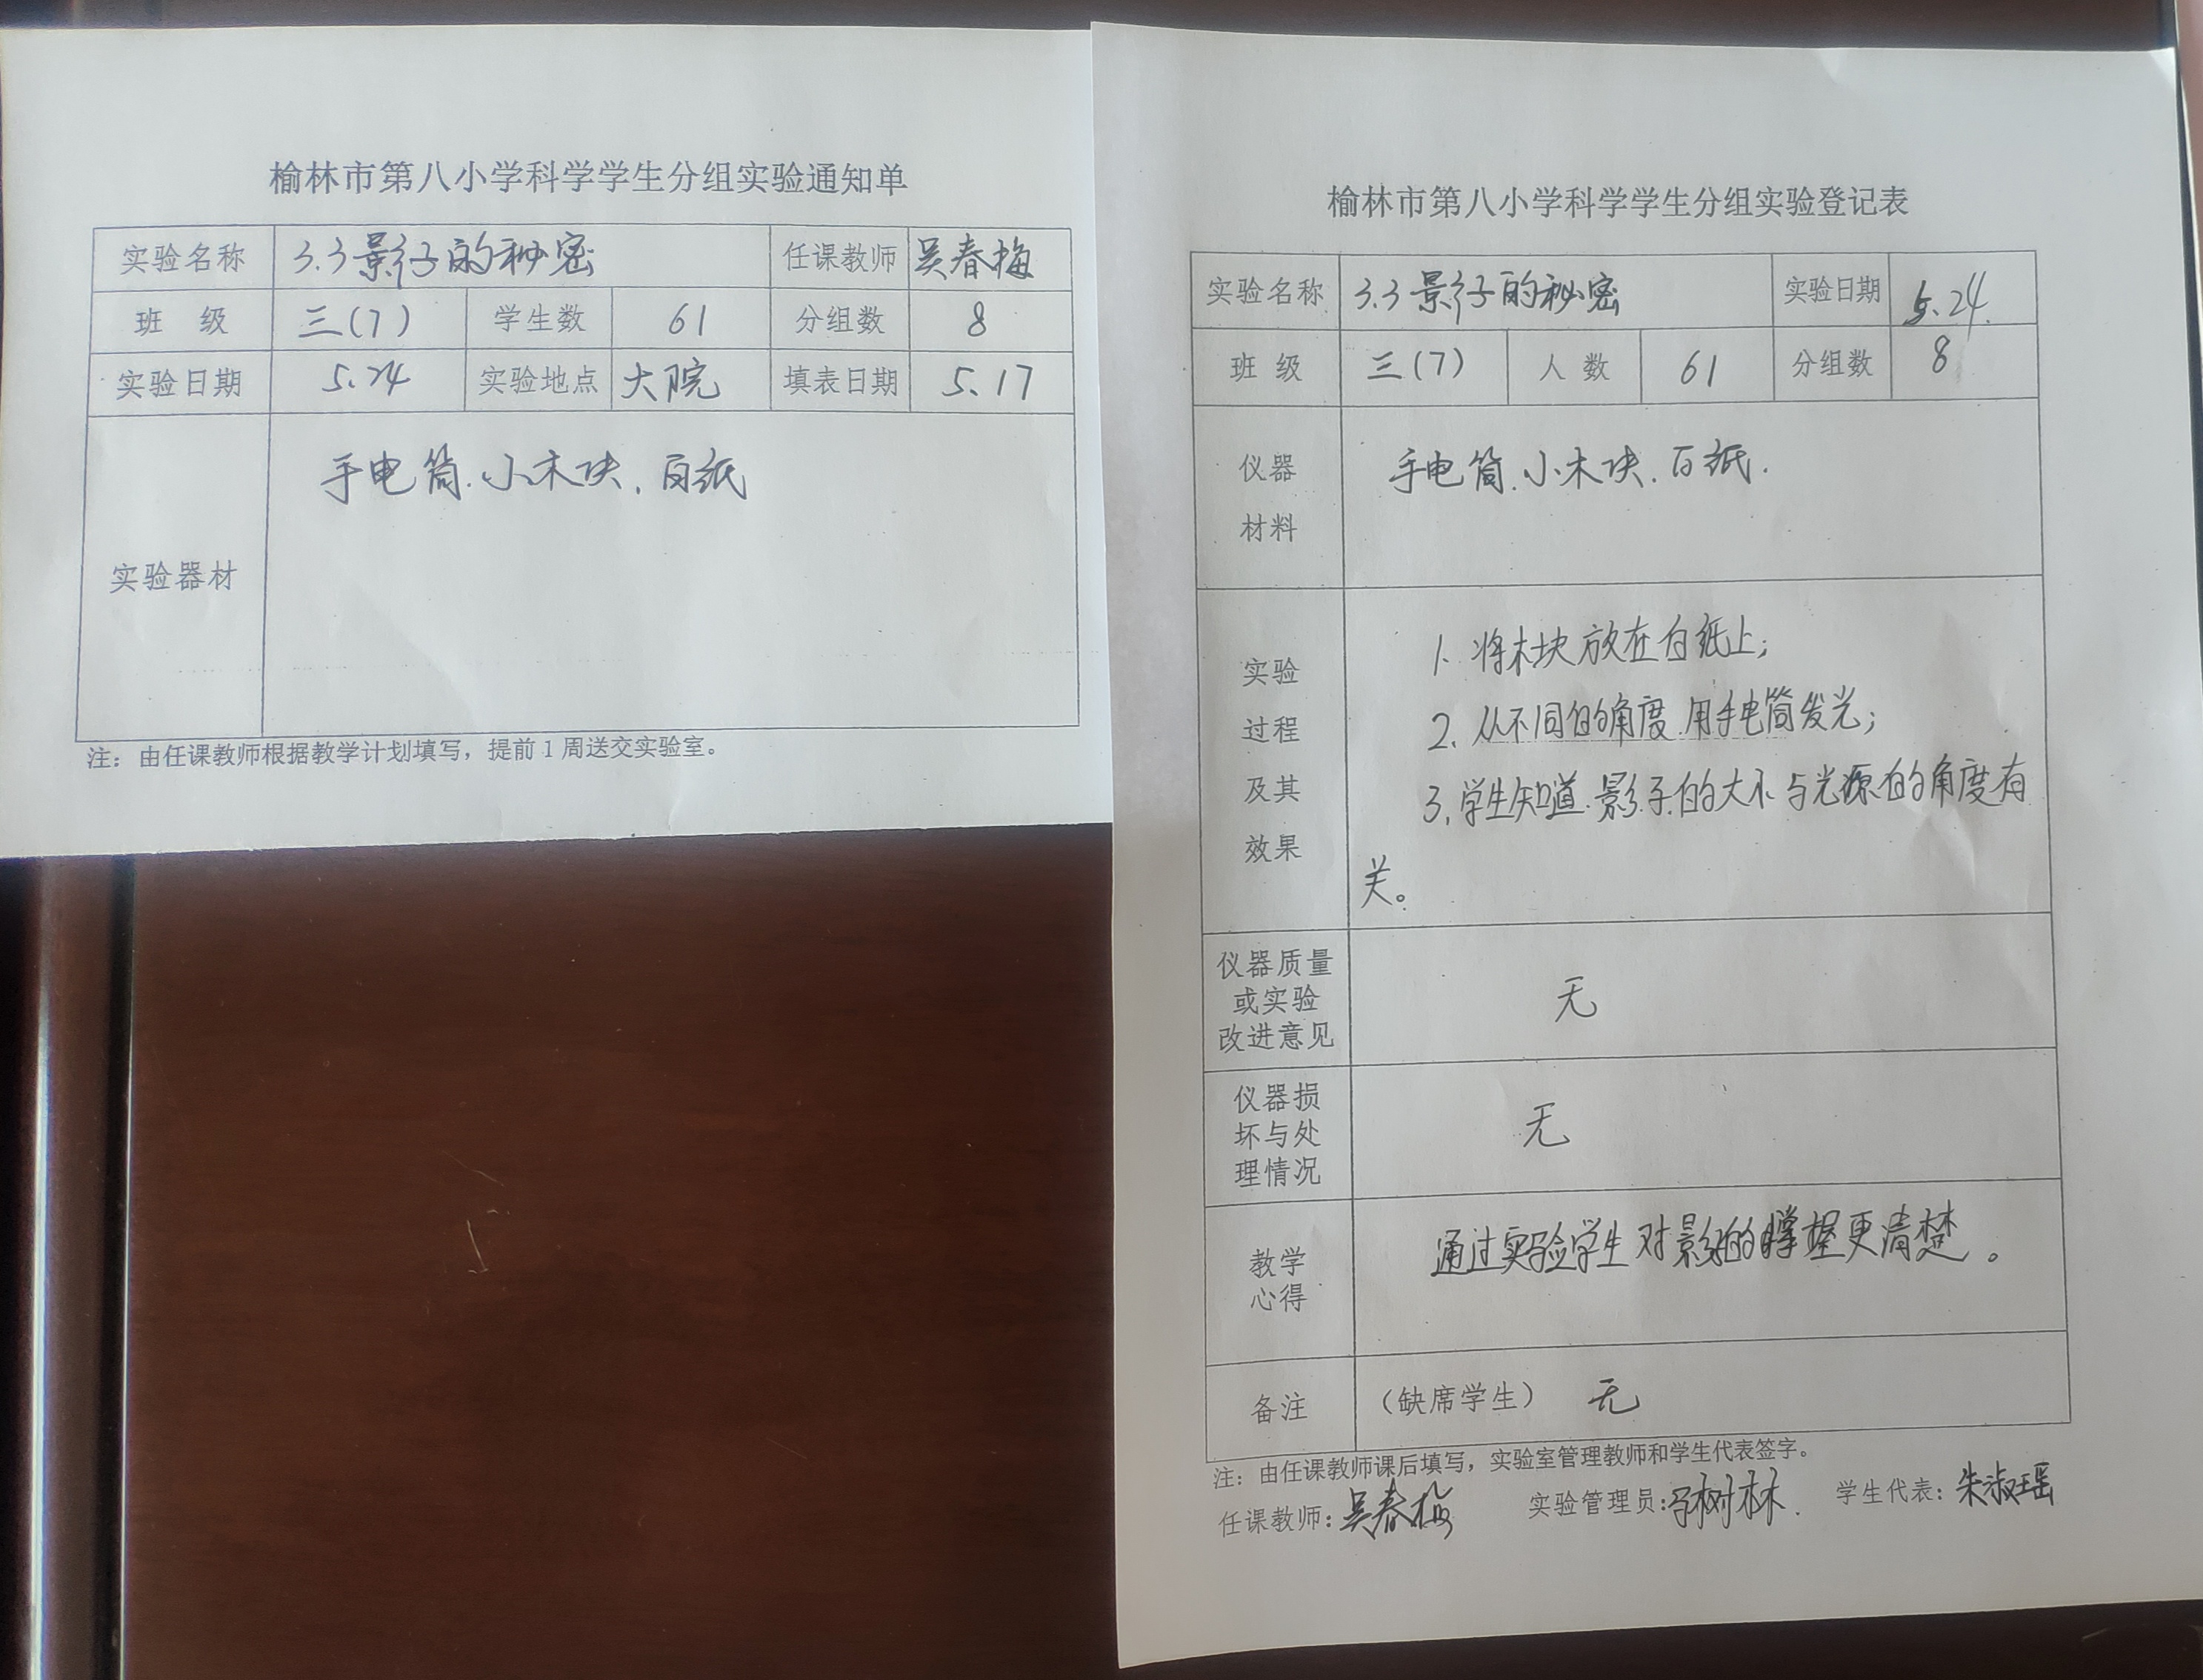 榆林市第八小学科学学生分组实验通知单
实验名称 3.3影子的秘密 任课教师 吴春梅
班 级 三(7) 学生数 61 分组数 8
实验日期 5.24 实验地点 大院 填表日期 5.17
实验器材 手电筒、小木块、白纸
注：由任课教师根据教学计划填写，提前1周送交实验室。
榆林市第八小学科学学生分组实验登记表
实验名称 3.3影子的秘密 实验日期 5.24.
班 级 三(7) 人 数 61 分组数 8
仪器材料 手电筒、小木块、白纸.
实验过程及其效果
1. 将木块放在白纸上;
2. 从不同的角度用手电筒发光;
3. 学生知道影子的大小与光源的角度有
关。
仪器质量或实验改进意见 无
仪器损坏与处理情况 无
教学心得 通过实验学生对影子的掌握更清楚。
备注 （缺席学生） 无
注：由任课教师课后填写，实验室管理教师和学生代表签字。
任课教师：吴春梅 实验管理员: 树林. 学生代表：朱淑瑶